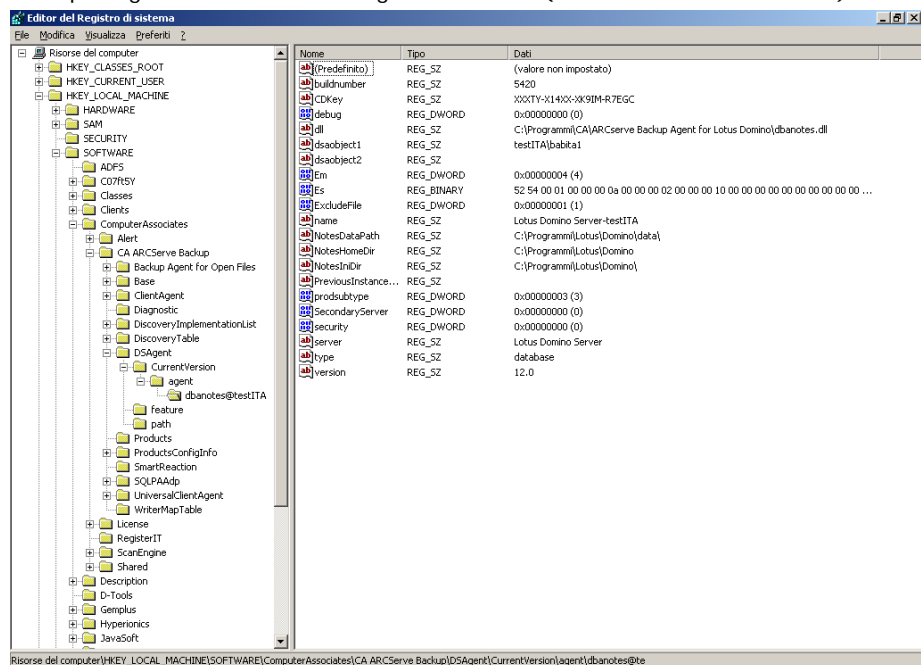 Editor del Registro di sistema
File Modifica Visualizza Preferiti ?
Risorse del computer
HKEY_CLASSES_ROOT
HKEY_CURRENT_USER
HKEY_LOCAL_MACHINE
HARDWARE
SAM
SECURITY
SOFTWARE
ADFS
C07ft5Y
Classes
Clients
ComputerAssociates
Alert
CA ARCServe Backup
Backup Agent for Open Files
Base
ClientAgent
Diagnostic
DiscoveryImplementationList
DiscoveryTable
DSAgent
CurrentVersion
agent
dbanotes@testITA
feature
path
Products
ProductsConfigInfo
SmartReaction
SQLPAAdp
UniversalClientAgent
WriterMapTable
License
RegisterIT
ScanEngine
Shared
Description
D-Tools
Gemplus
Hyperionics
JavaSoft
Nome Tipo Dati
(Predefinito) REG_SZ (valore non impostato)
buildnumber REG_SZ 5420
CDKey REG_SZ XXXTY-X14XX-XK9IM-R7EGC
debug REG_DWORD 0x00000000 (0)
dll REG_SZ C:\Programmi\CA\ARCserve Backup Agent for Lotus Domino\dbanotes.dll
dsaobject1 REG_SZ testITA\babita1
dsaobject2 REG_SZ
Em REG_DWORD 0x00000004 (4)
Es REG_BINARY 52 54 00 01 00 00 00 0a 00 00 00 02 00 00 00 10 00 00 00 00 00 00 00 00 00 00 ...
ExcludeFile REG_DWORD 0x00000001 (1)
name REG_SZ Lotus Domino Server-testITA
NotesDataPath REG_SZ C:\Programmi\Lotus\Domino\data\
NotesHomeDir REG_SZ C:\Programmi\Lotus\Domino
NotesIniDir REG_SZ C:\Programmi\Lotus\Domino\
PreviousInstance... REG_SZ
prodsubtype REG_DWORD 0x00000003 (3)
SecondaryServer REG_DWORD 0x00000000 (0)
security REG_DWORD 0x00000000 (0)
server REG_SZ Lotus Domino Server
type REG_SZ database
version REG_SZ 12.0
Risorse del computer\HKEY_LOCAL_MACHINE\SOFTWARE\ComputerAssociates\CA ARCServe Backup\DSAgent\CurrentVersion\agent\dbanotes@te